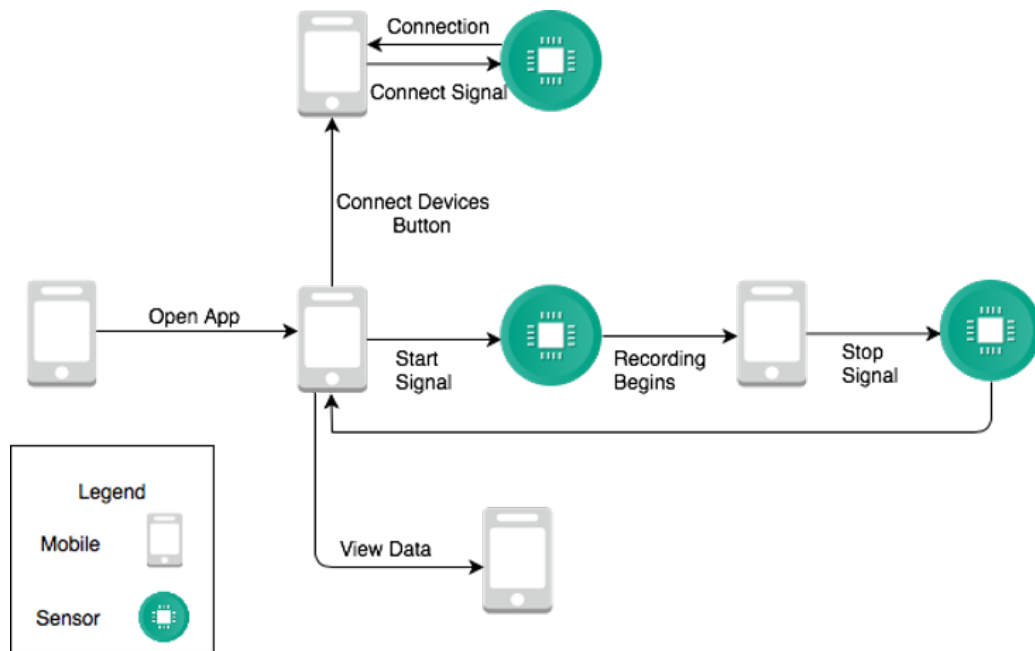 Connection
Connect Signal
Connect Devices
Button
Open App
Start
Signal
Recording
Begins
Stop
Signal
View Data
Legend
Mobile
Sensor